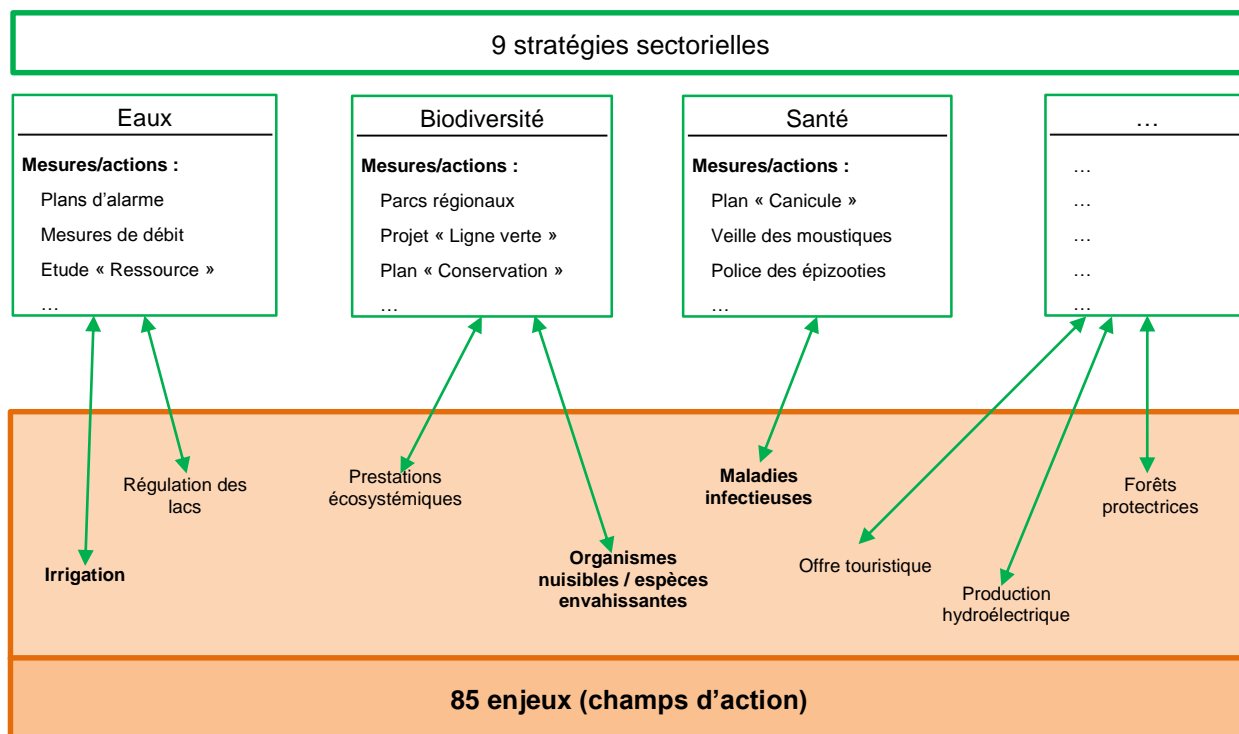 9 stratégies sectorielles
Eaux
Mesures/actions :
Plans d’alarme
Mesures de débit
Etude « Ressource »
…
Biodiversité
Mesures/actions :
Parcs régionaux
Projet « Ligne verte »
Plan « Conservation »
…
Santé
Mesures/actions :
Plan « Canicule »
Veille des moustiques
Police des épizooties
…
…
…
…
…
…
…
Irrigation
Régulation des
lacs
Prestations
écosystémiques
Organismes
nuisibles / espèces
envahissantes
Maladies
infectieuses
Offre touristique
Production
hydroélectrique
Forêts
protectrices
85 enjeux (champs d’action)